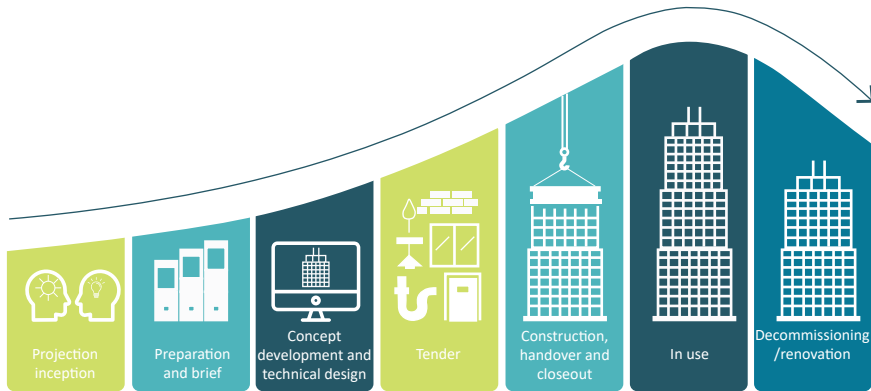 Projection
inception
Preparation
and brief
Concept
development and
technical design
Tender
Construction,
handover and
closeout
In use
Decommissioning
/renovation